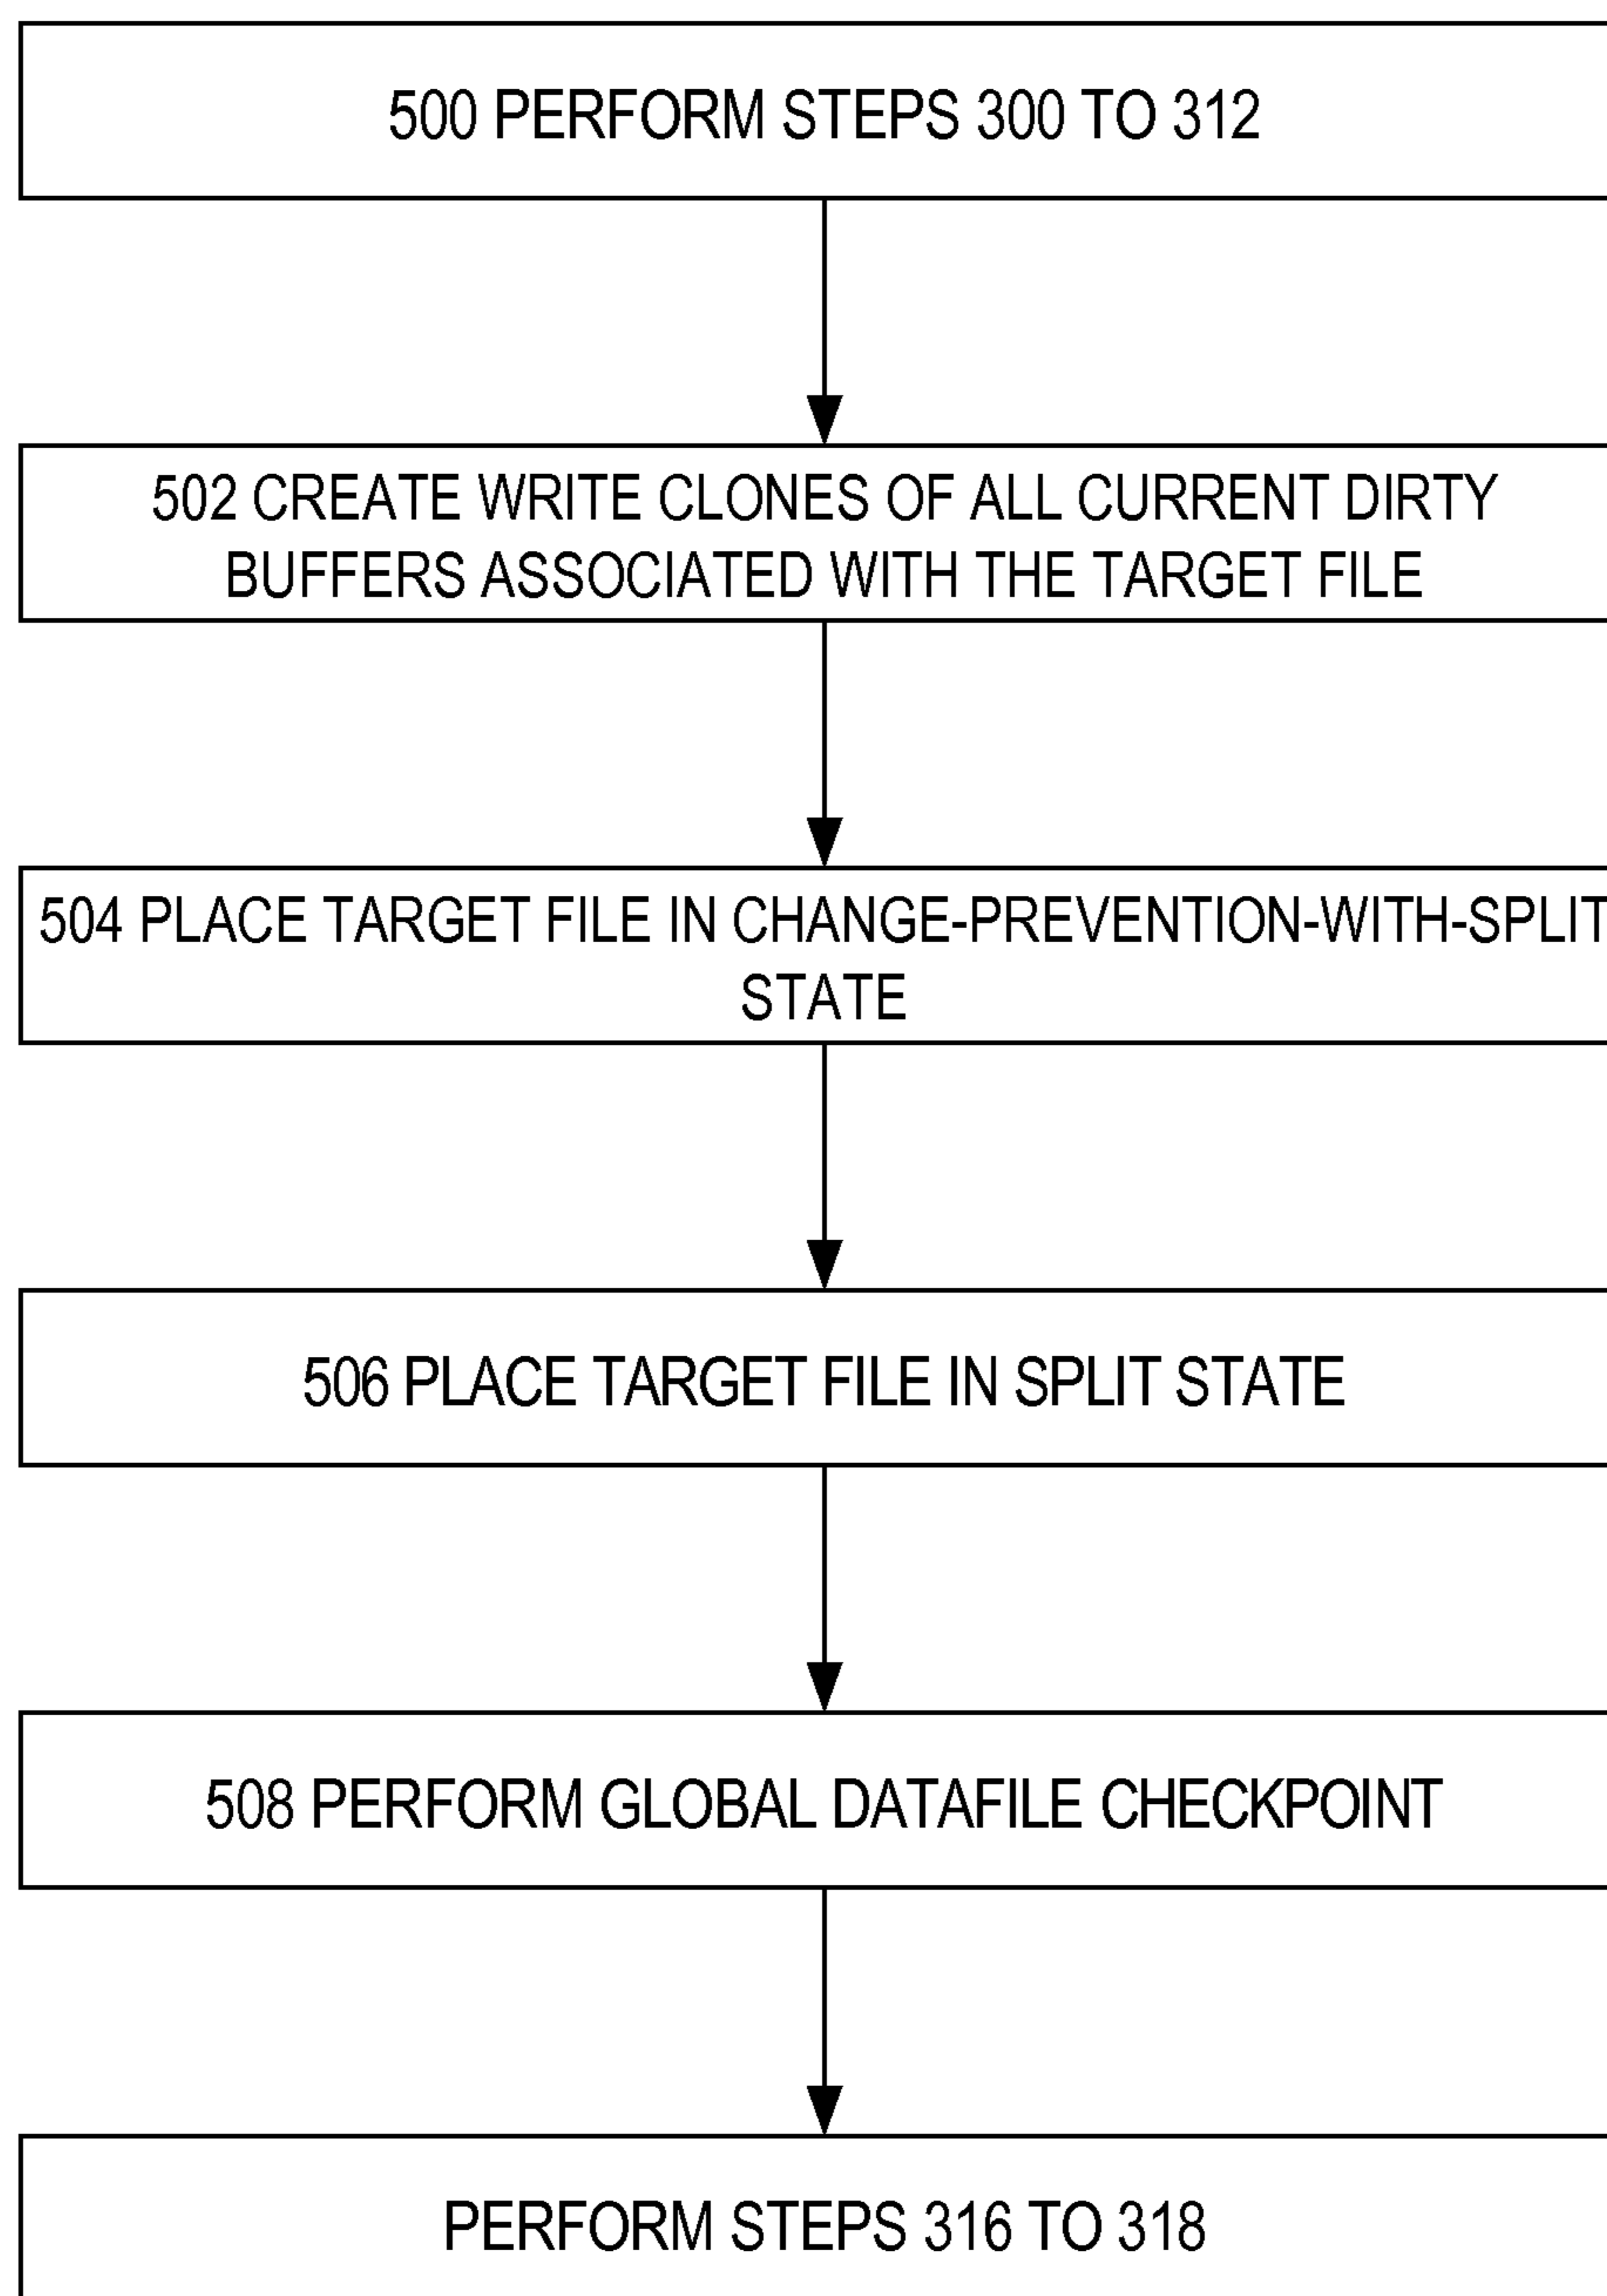 500 PERFORM STEPS 300 TO 312
502 CREATE WRITE CLONES OF ALL CURRENT DIRTY
BUFFERS ASSOCIATED WITH THE TARGET FILE
504 PLACE TARGET FILE IN CHANGE-PREVENTION-WITH-SPLIT
STATE
506 PLACE TARGET FILE IN SPLIT STATE
508 PERFORM GLOBAL DATAFILE CHECKPOINT
PERFORM STEPS 316 TO 318